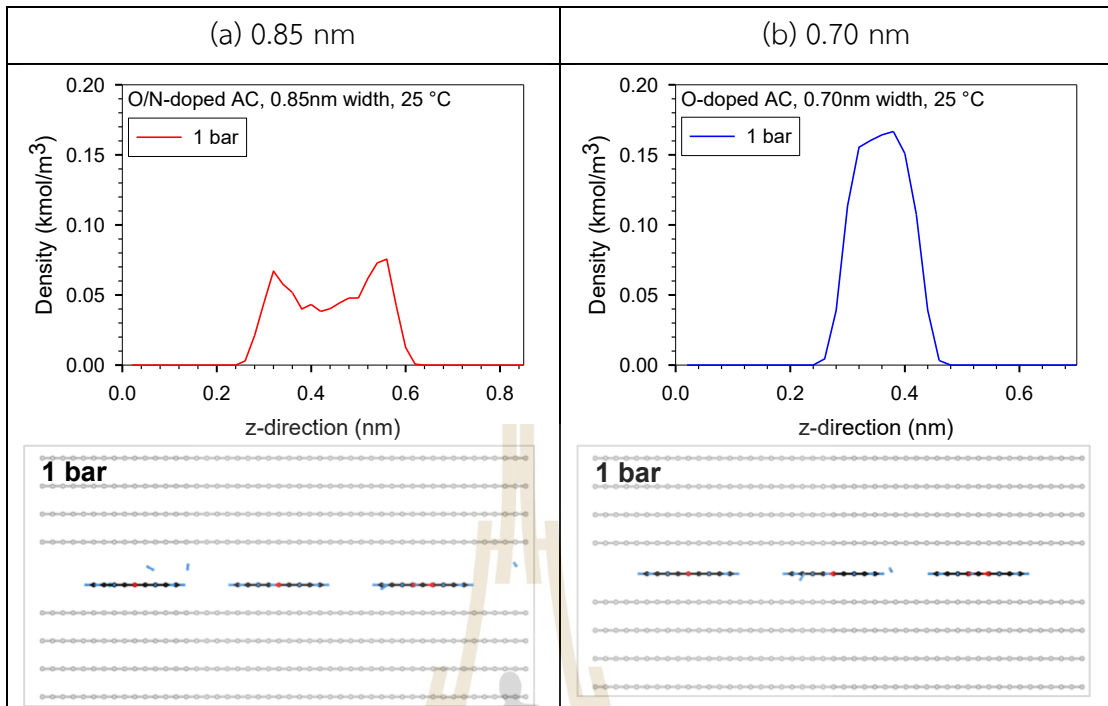 (a) 0.85 nm
(b) 0.70 nm
O/N-doped AC, 0.85nm width, 25 °C
1 bar
0.20
0.15
0.10
0.05
0.00
Density (kmol/m³)
0.0 0.2 0.4 0.6 0.8
z-direction (nm)
O-doped AC, 0.70nm width, 25 °C
1 bar
0.20
0.15
0.10
0.05
0.00
Density (kmol/m³)
0.0 0.2 0.4 0.6
z-direction (nm)
1 bar
1 bar